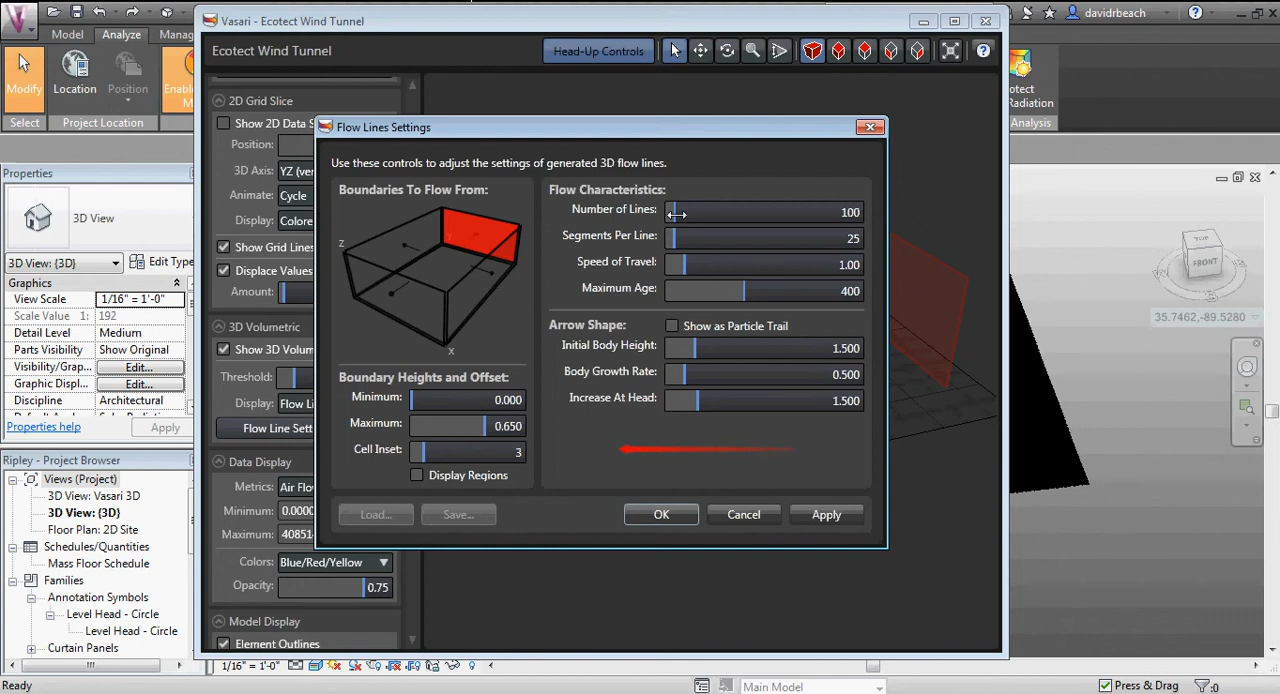 Vasari - Ecotect Wind Tunnel
davidrbeach
Model
Analyze
Manag
Ecotect Wind Tunnel
Head-Up Controls
Modify
Location
Position
Enable
M
Select
Project Location
otect
Radiation
Analysis
2D Grid Slice
Show 2D Data S
Position:
3D Axis:
YZ (ver
Animate:
Cycle
Display:
Colore
Show Grid Lines
Displace Values
Amount:
3D Volumetric
Show 3D Volum
Threshold:
Display:
Flow Li
Flow Line Sett
Data Display
Metrics:
Air Flow
Minimum:
0.0000
Maximum:
40851
Colors:
Blue/Red/Yellow
Opacity:
0.75
Model Display
Element Outlines
Flow Lines Settings
Use these controls to adjust the settings of generated 3D flow lines.
Boundaries To Flow From:
Z
X
Boundary Heights and Offset:
Minimum:
0.000
Maximum:
0.650
Cell Inset:
3
Display Regions
Flow Characteristics:
Number of Lines:
100
Segments Per Line:
25
Speed of Travel:
1.00
Maximum Age:
400
Arrow Shape:
Show as Particle Trail
Initial Body Height:
1.500
Body Growth Rate:
0.500
Increase At Head:
1.500
Load...
Save...
OK
Cancel
Apply
Properties
3D View
3D View: {3D}
Edit Type
Graphics
View Scale
1/16" = 1'-0"
Scale Value 1:
192
Detail Level
Medium
Parts Visibility
Show Original
Visibility/Grap...
Edit...
Graphic Displ...
Edit...
Discipline
Architectural
Properties help
Apply
Ripley - Project Browser
Views (Project)
3D View: Vasari 3D
3D View: {3D}
Floor Plan: 2D Site
Schedules/Quantities
Mass Floor Schedule
Families
Annotation Symbols
Level Head - Circle
Level Head - Circle
Curtain Panels
TOP
FRONT
35.7462,-89.5280
1/16" = 1'-0"
Ready
Main Model
Press & Drag
:0